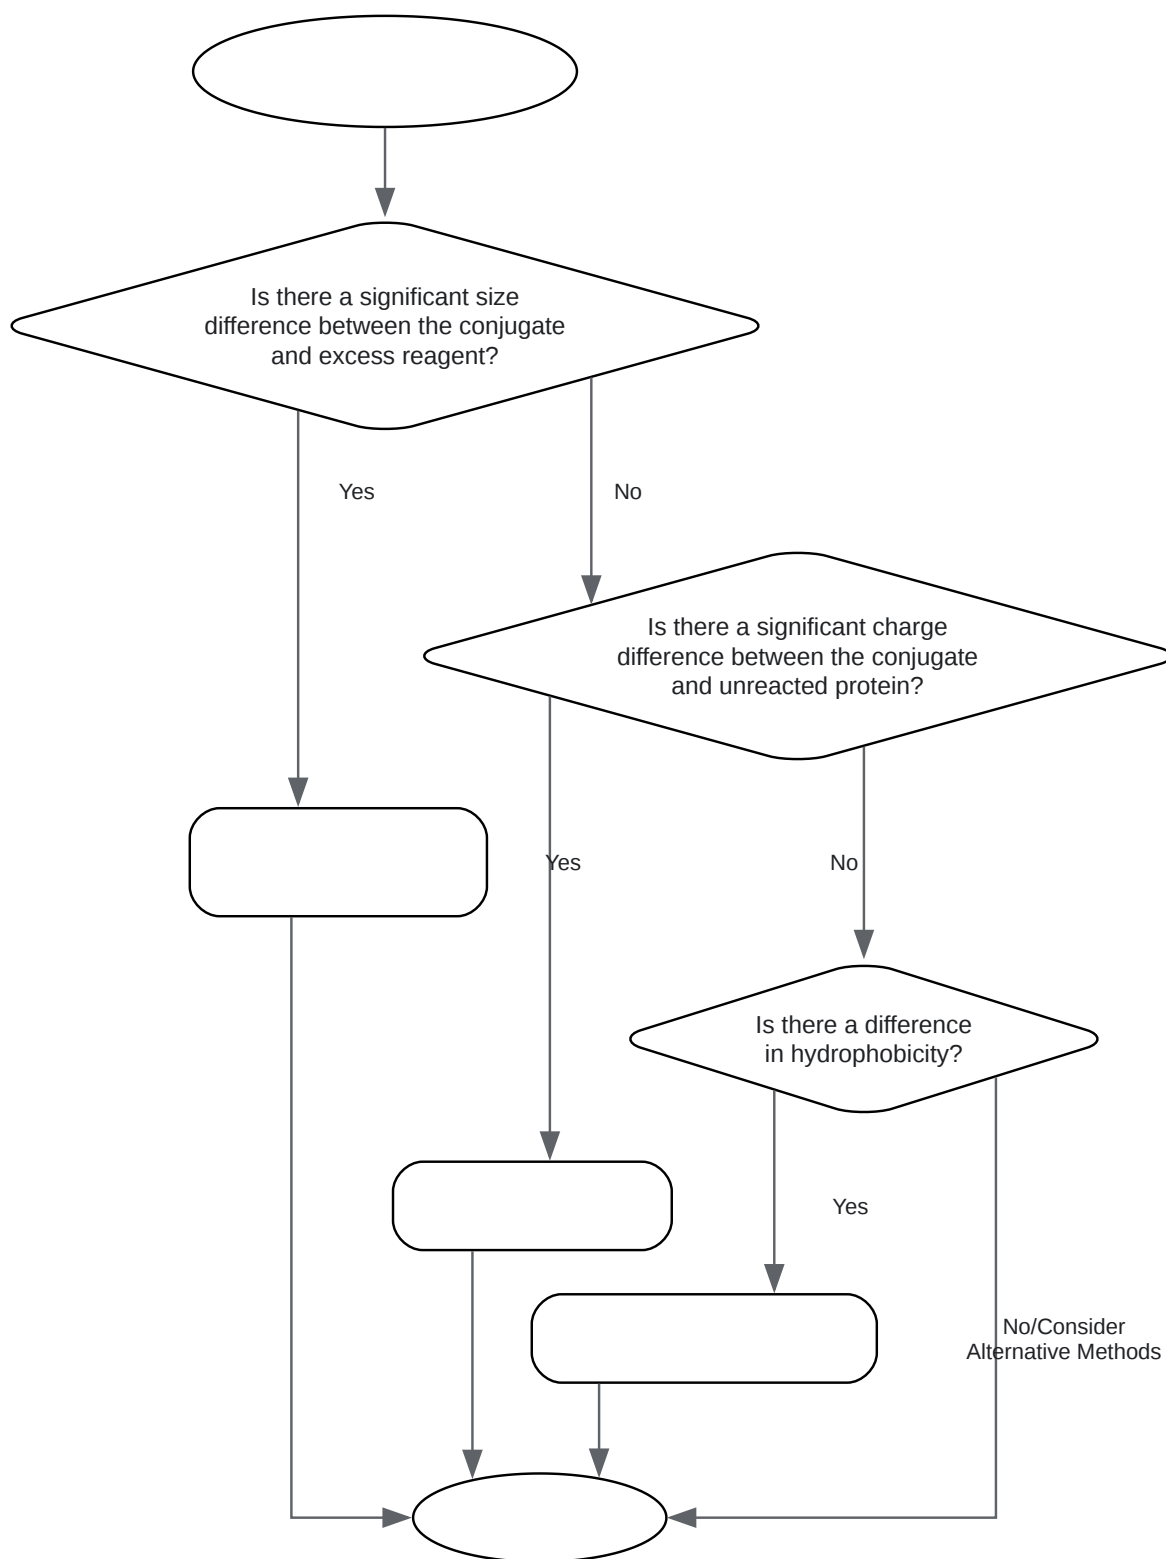 Is there a significant size
difference between the conjugate
and excess reagent?
Yes
No
Is there a significant charge
difference between the conjugate
and unreacted protein?
Yes
No
Is there a difference
in hydrophobicity?
Yes
No/Consider
Alternative Methods